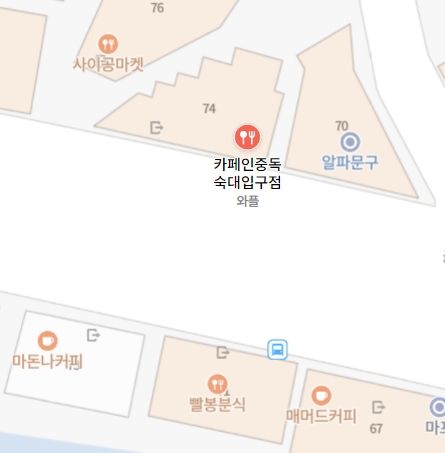 76
사이공마켓
74
70
알파문구
카페인중독
숙대입구점
와플
마돈나커피
빨봉분식
매머드커피
67